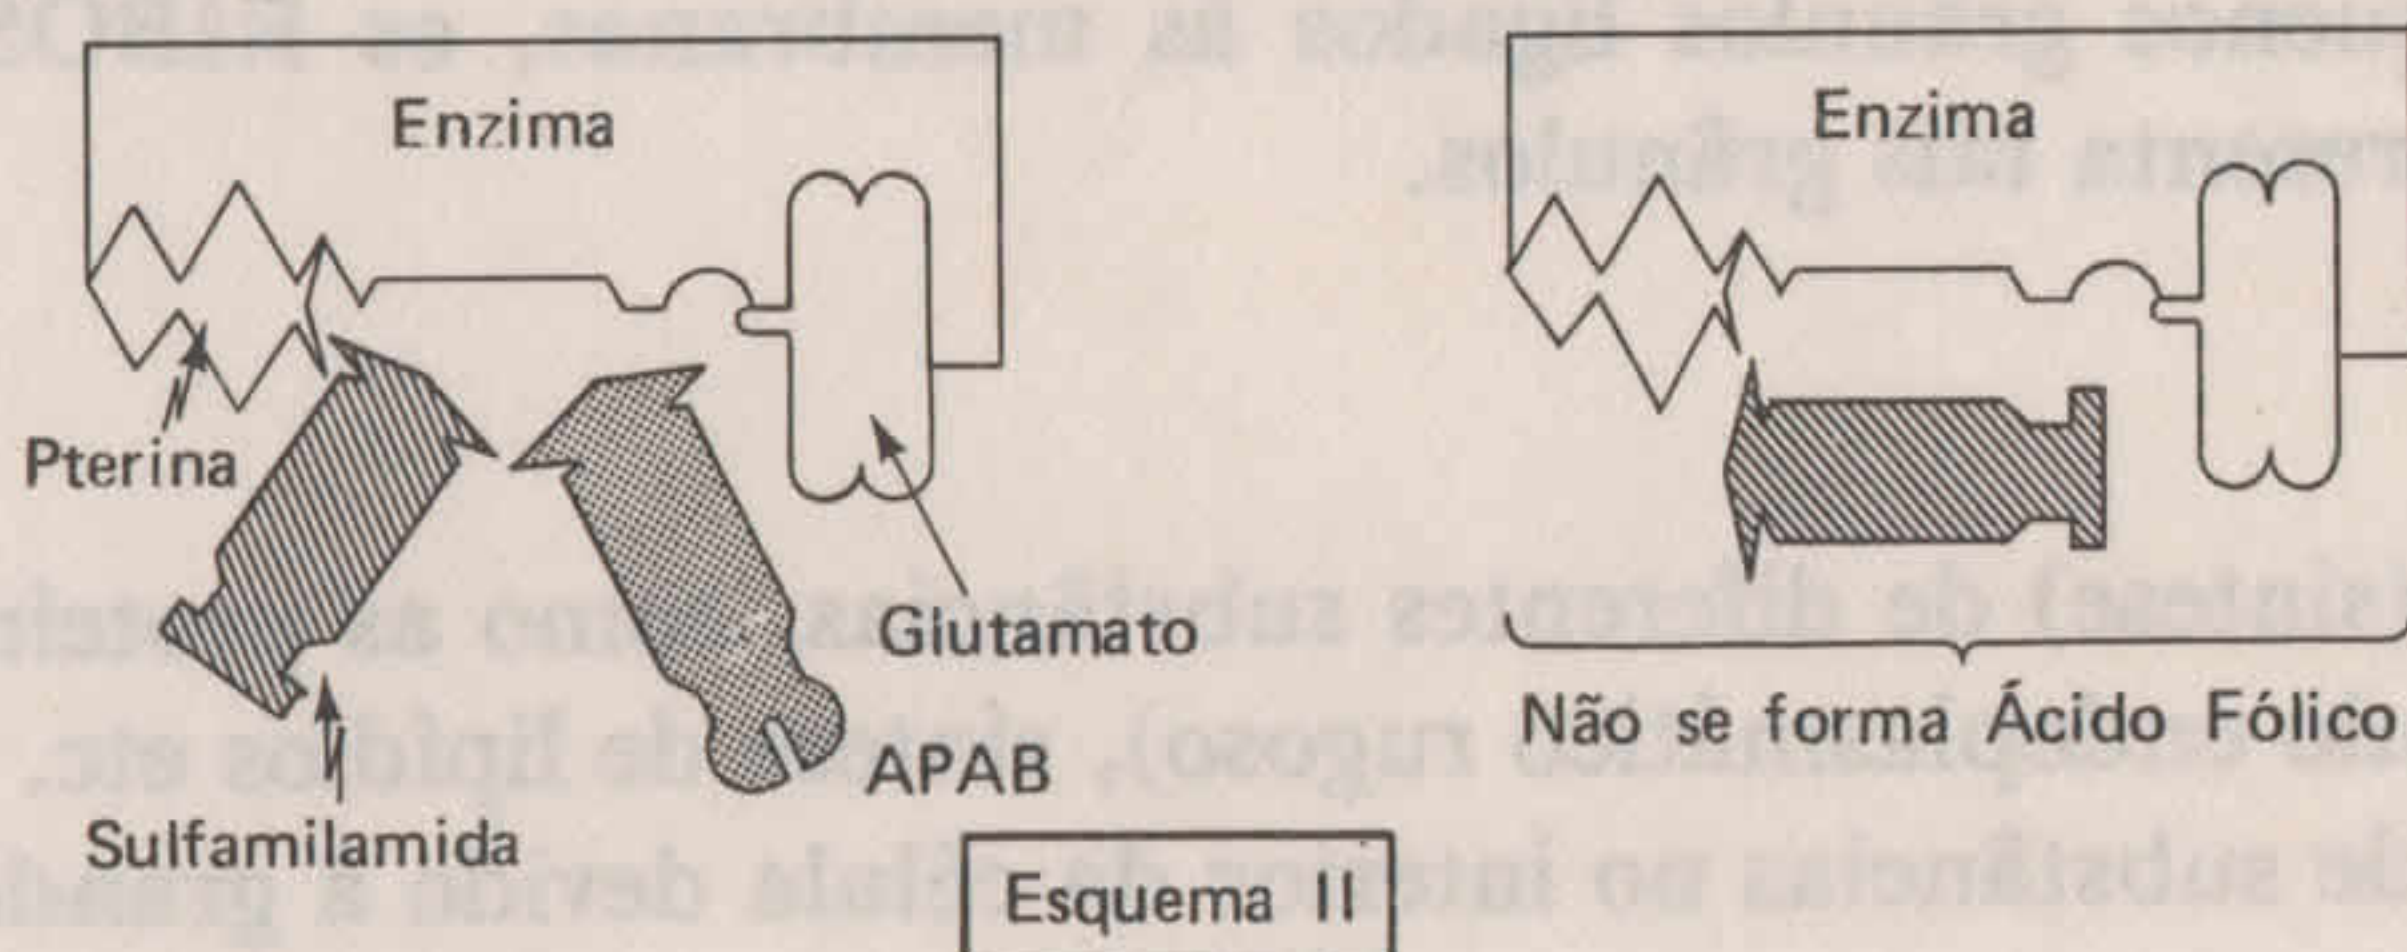 Enzima
Pterina
Glutamato
APAB
Sulfamilamida
Enzima
Não se forma Ácido Fólico
Esquema II